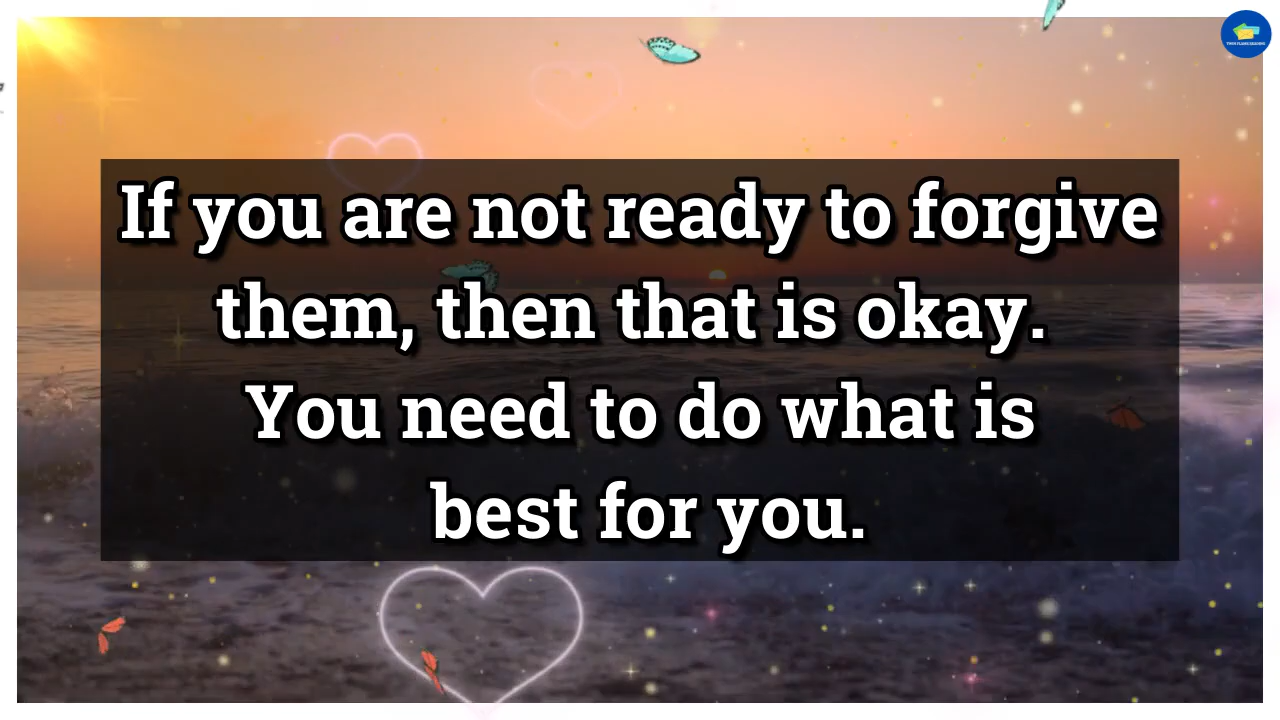 If you are not ready to forgive
them, then that is okay.
You need to do what is
best for you.